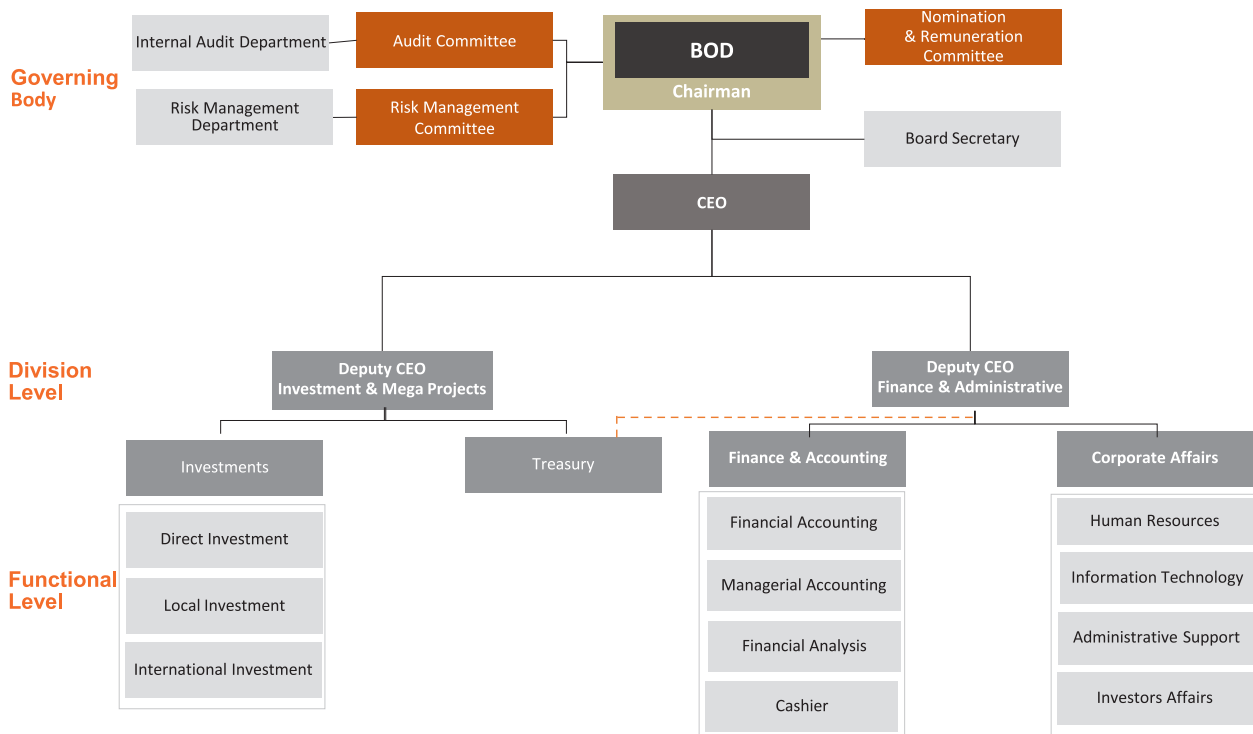 Internal Audit Department
Audit Committee
BOD
Chairman
Nomination
& Remuneration
Committee
Governing
Body
Risk Management
Department
Risk Management
Committee
Board Secretary
CEO
Division
Level
Deputy CEO
Investment & Mega Projects
Deputy CEO
Finance & Administrative
Investments
Treasury
Finance & Accounting
Corporate Affairs
Functional
Level
Direct Investment
Local Investment
International Investment
Financial Accounting
Managerial Accounting
Financial Analysis
Cashier
Human Resources
Information Technology
Administrative Support
Investors Affairs